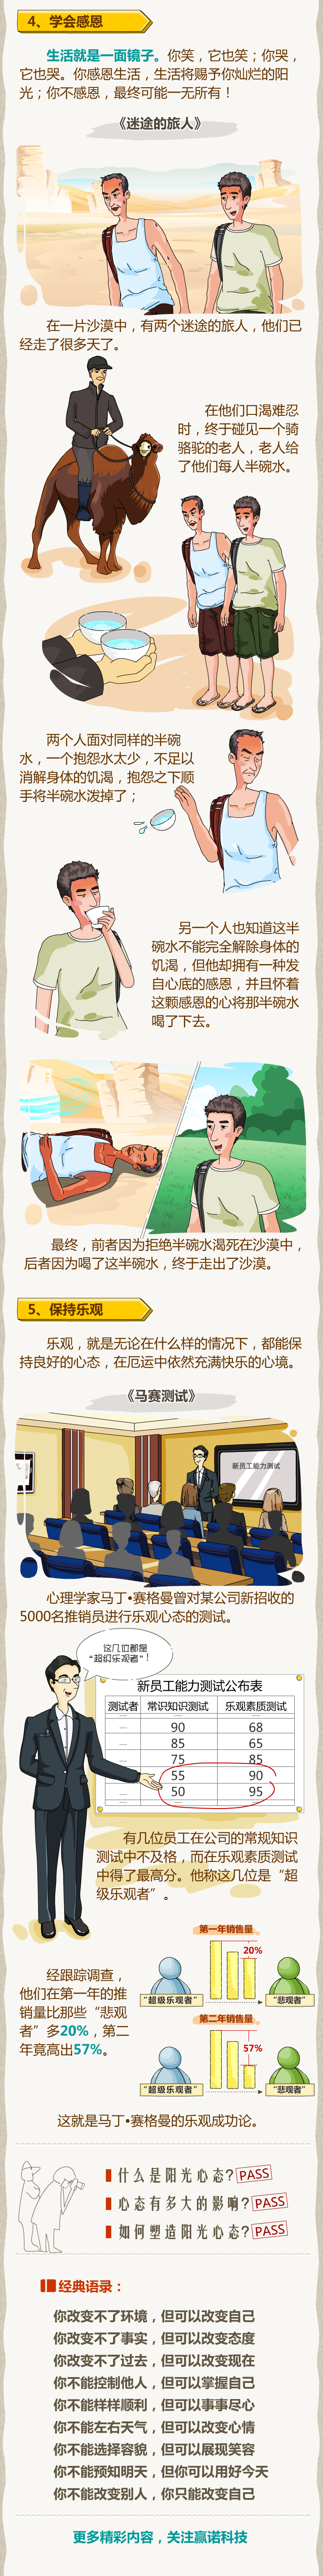 4、学会感恩
生活就是一面镜子。你笑，它也笑；你哭，
它也哭。你感恩生活，生活将赐予你灿烂的阳
光；你不感恩，最终可能一无所有！
《迷途的旅人》
在一片沙漠中，有两个迷途的旅人，他们已
经走了很多天了。
在他们口渴难忍
时，终于碰见一个骑
骆驼的老人，老人给
了他们每人半碗水。
两个人面对同样的半碗
水，一个抱怨水太少，不足以
消解身体的饥渴，抱怨之下顺
手将半碗水泼掉了；
另一个人也知道这半
碗水不能完全解除身体的
饥渴，但他却拥有一种发
自心底的感恩，并且怀着
这颗感恩的心将那半碗水
喝了下去。
最终，前者因为拒绝半碗水渴死在沙漠中，
后者因为喝了这半碗水，终于走出了沙漠。
5、保持乐观
乐观，就是无论在什么样的情况下，都能保
持良好的心态，在厄运中依然充满快乐的心境。
《马赛测试》
新员工能力测试
心理学家马丁•赛格曼曾对某公司新招收的
5000名推销员进行乐观心态的测试。
这几位都是
“超级乐观者”！
新员工能力测试公布表
测试者 常识知识测试 乐观素质测试
— 90 68
— 85 65
— 75 85
— 55 90
— 50 95
有几位员工在公司的常规知识
测试中不及格，而在乐观素质测试
中得了最高分。他称这几位是“超
级乐观者”。
经跟踪调查，
他们在第一年的推
销量比那些“悲观
者”多20%，第二
年竟高出57%。
第一年销售量
20%
“超级乐观者” “悲观者”
第二年销售量
57%
“超级乐观者” “悲观者”
这就是马丁•赛格曼的乐观成功论。
什么是阳光心态？PASS
心态有多大的影响？PASS
如何塑造阳光心态？PASS
经典语录：
你改变不了环境，但可以改变自己
你改变不了事实，但可以改变态度
你改变不了过去，但可以改变现在
你不能控制他人，但可以掌握自己
你不能样样顺利，但可以事事尽心
你不能左右天气，但可以改变心情
你不能选择容貌，但可以展现笑容
你不能预知明天，但你可以用好今天
你不能改变别人，你只能改变自己
更多精彩内容，关注赢诺科技